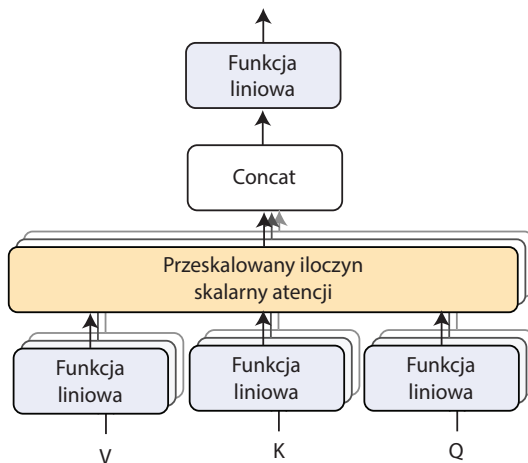 Funkcja
liniowa
Concat
Przeskalowany iloczyn
skalarny atencji
Funkcja
liniowa
Funkcja
liniowa
Funkcja
liniowa
V
K
Q